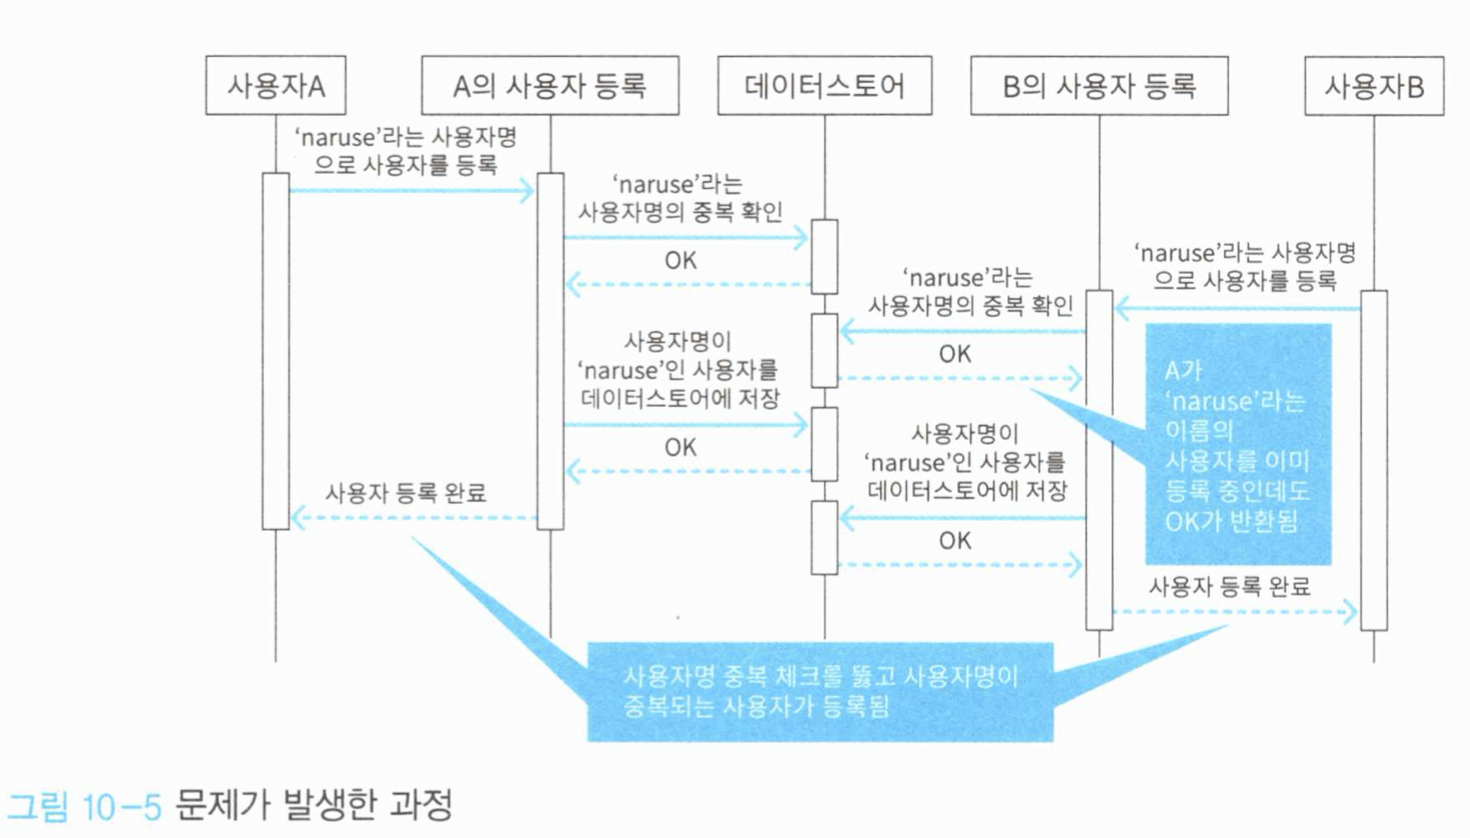 사용자A
A의 사용자 등록
데이터스토어
B의 사용자 등록
사용자B
‘naruse’라는 사용자명
으로 사용자를 등록
‘naruse’라는
사용자명의 중복 확인
OK
‘naruse’라는 사용자명
으로 사용자를 등록
‘naruse’라는
사용자명의 중복 확인
OK
A가
‘naruse’라는
이름의
사용자를 이미
등록 중인데도
OK가 반환됨
사용자명이
‘naruse’인 사용자를
데이터스토어에 저장
OK
사용자명이
‘naruse’인 사용자를
데이터스토어에 저장
OK
사용자 등록 완료
사용자 등록 완료
사용자명 중복 체크를 뚫고 사용자명이
중복되는 사용자가 등록됨
그림 10-5 문제가 발생한 과정